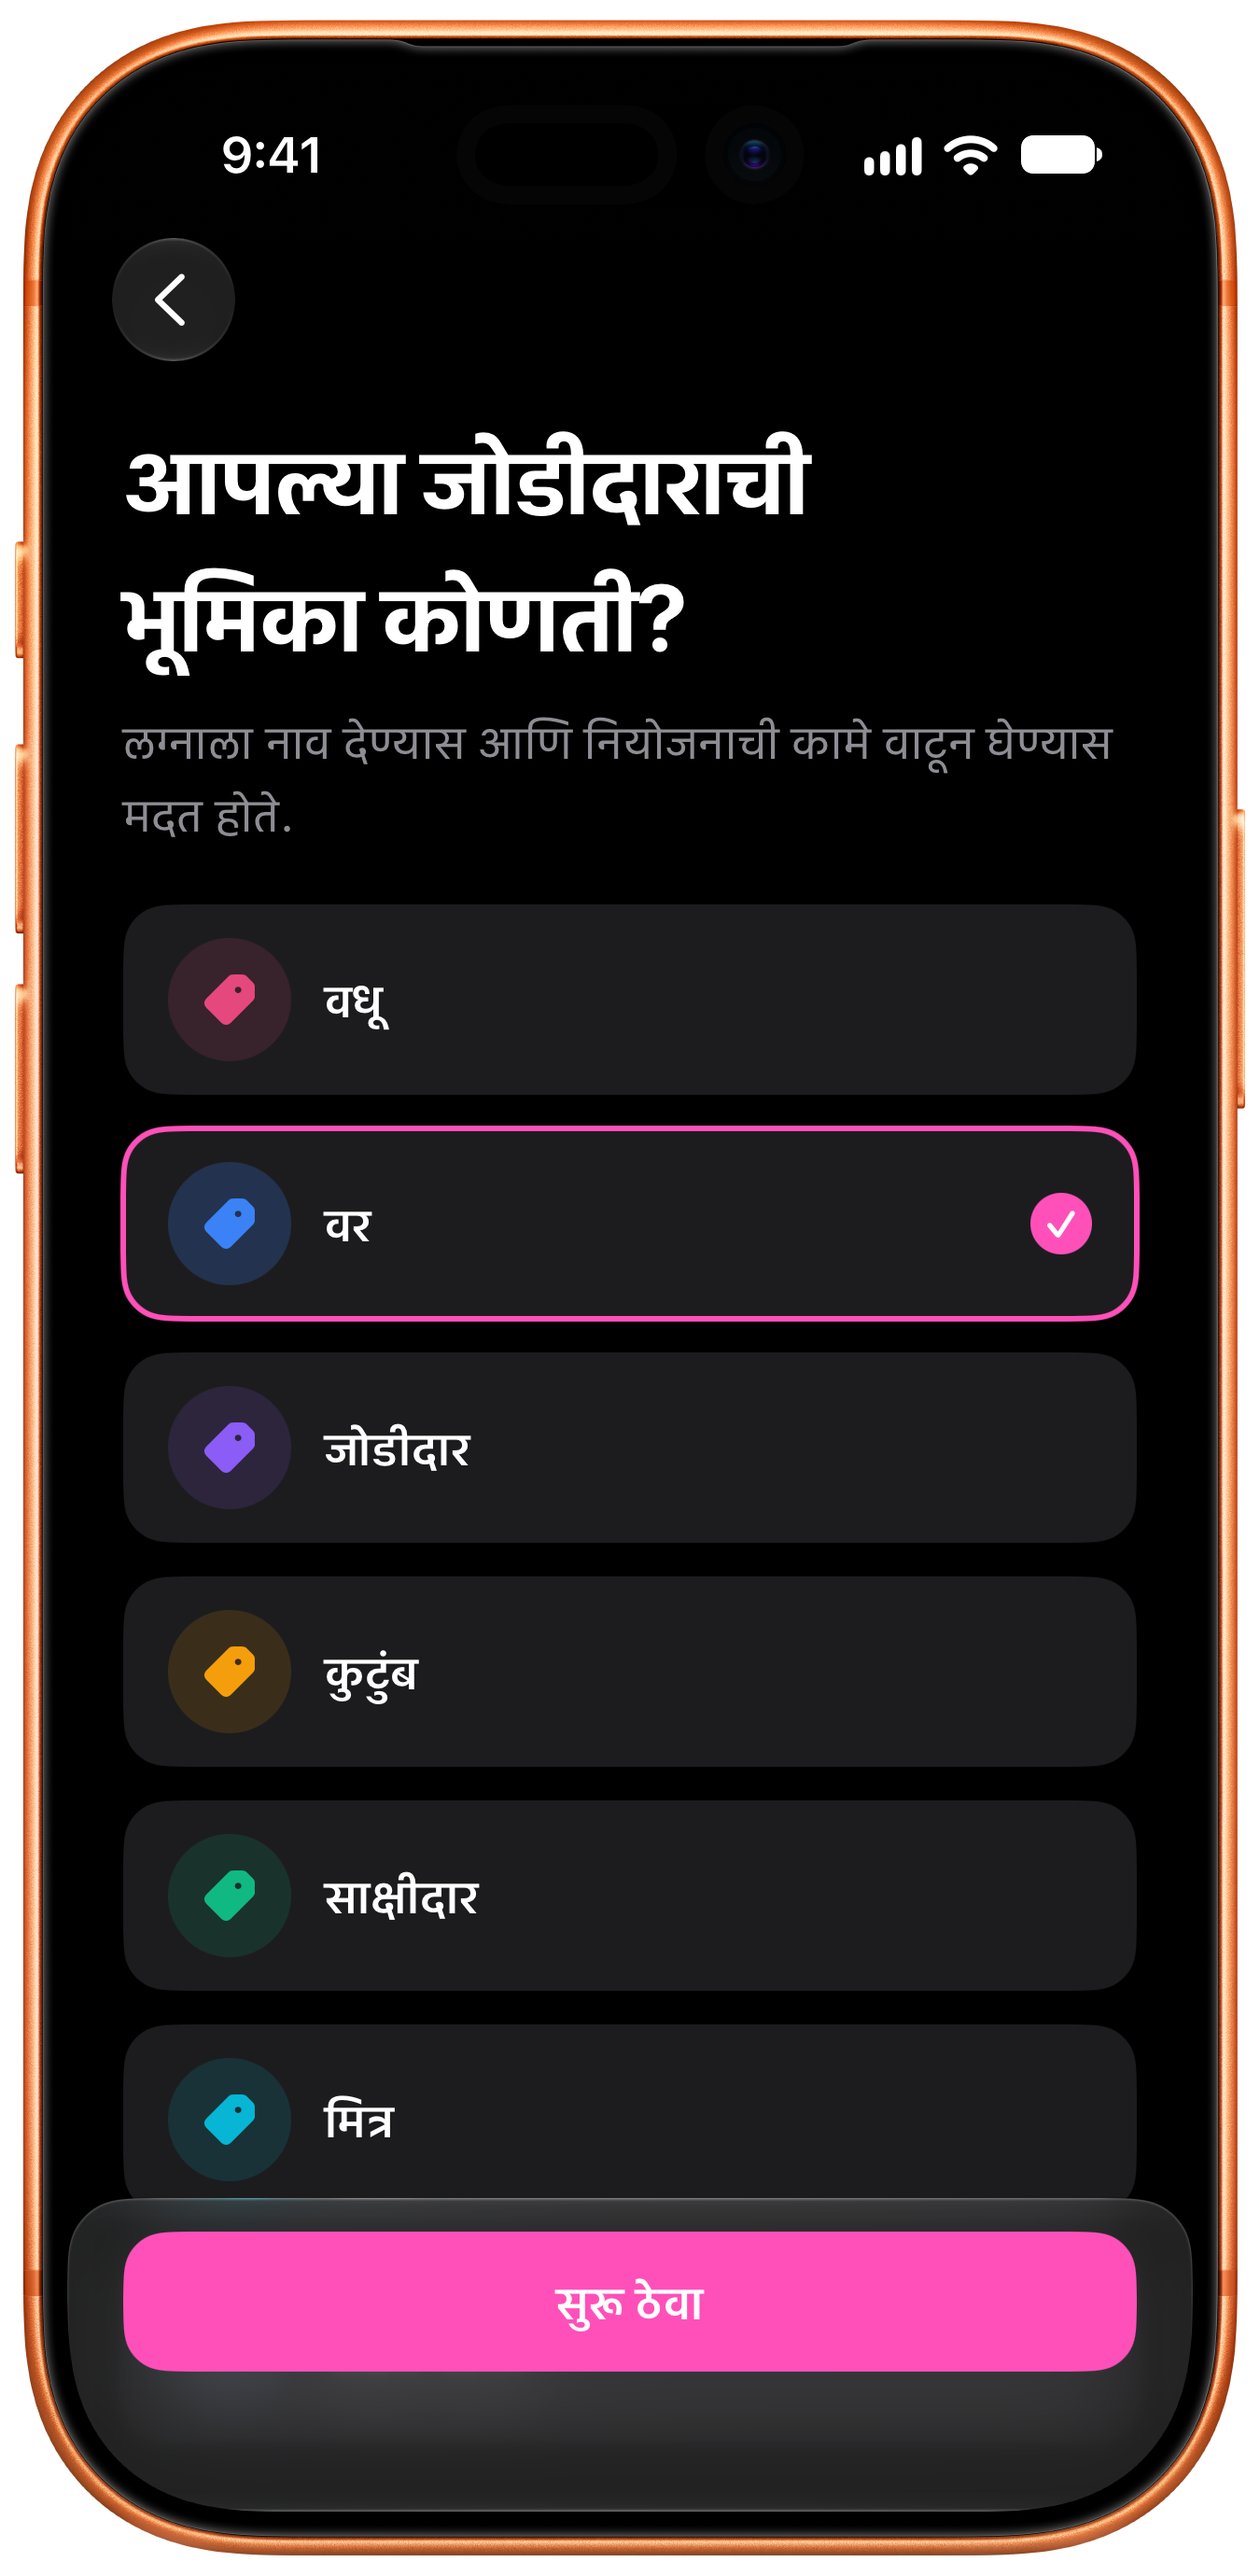 9:41
आपल्या जोडीदाराची
भूमिका कोणती?
लग्नाला नाव देण्यास आणि नियोजनाची कामे वाटून घेण्यास
मदत होते.
वधू
वर
जोडीदार
कुटुंब
साक्षीदार
मित्र
सुरू ठेवा